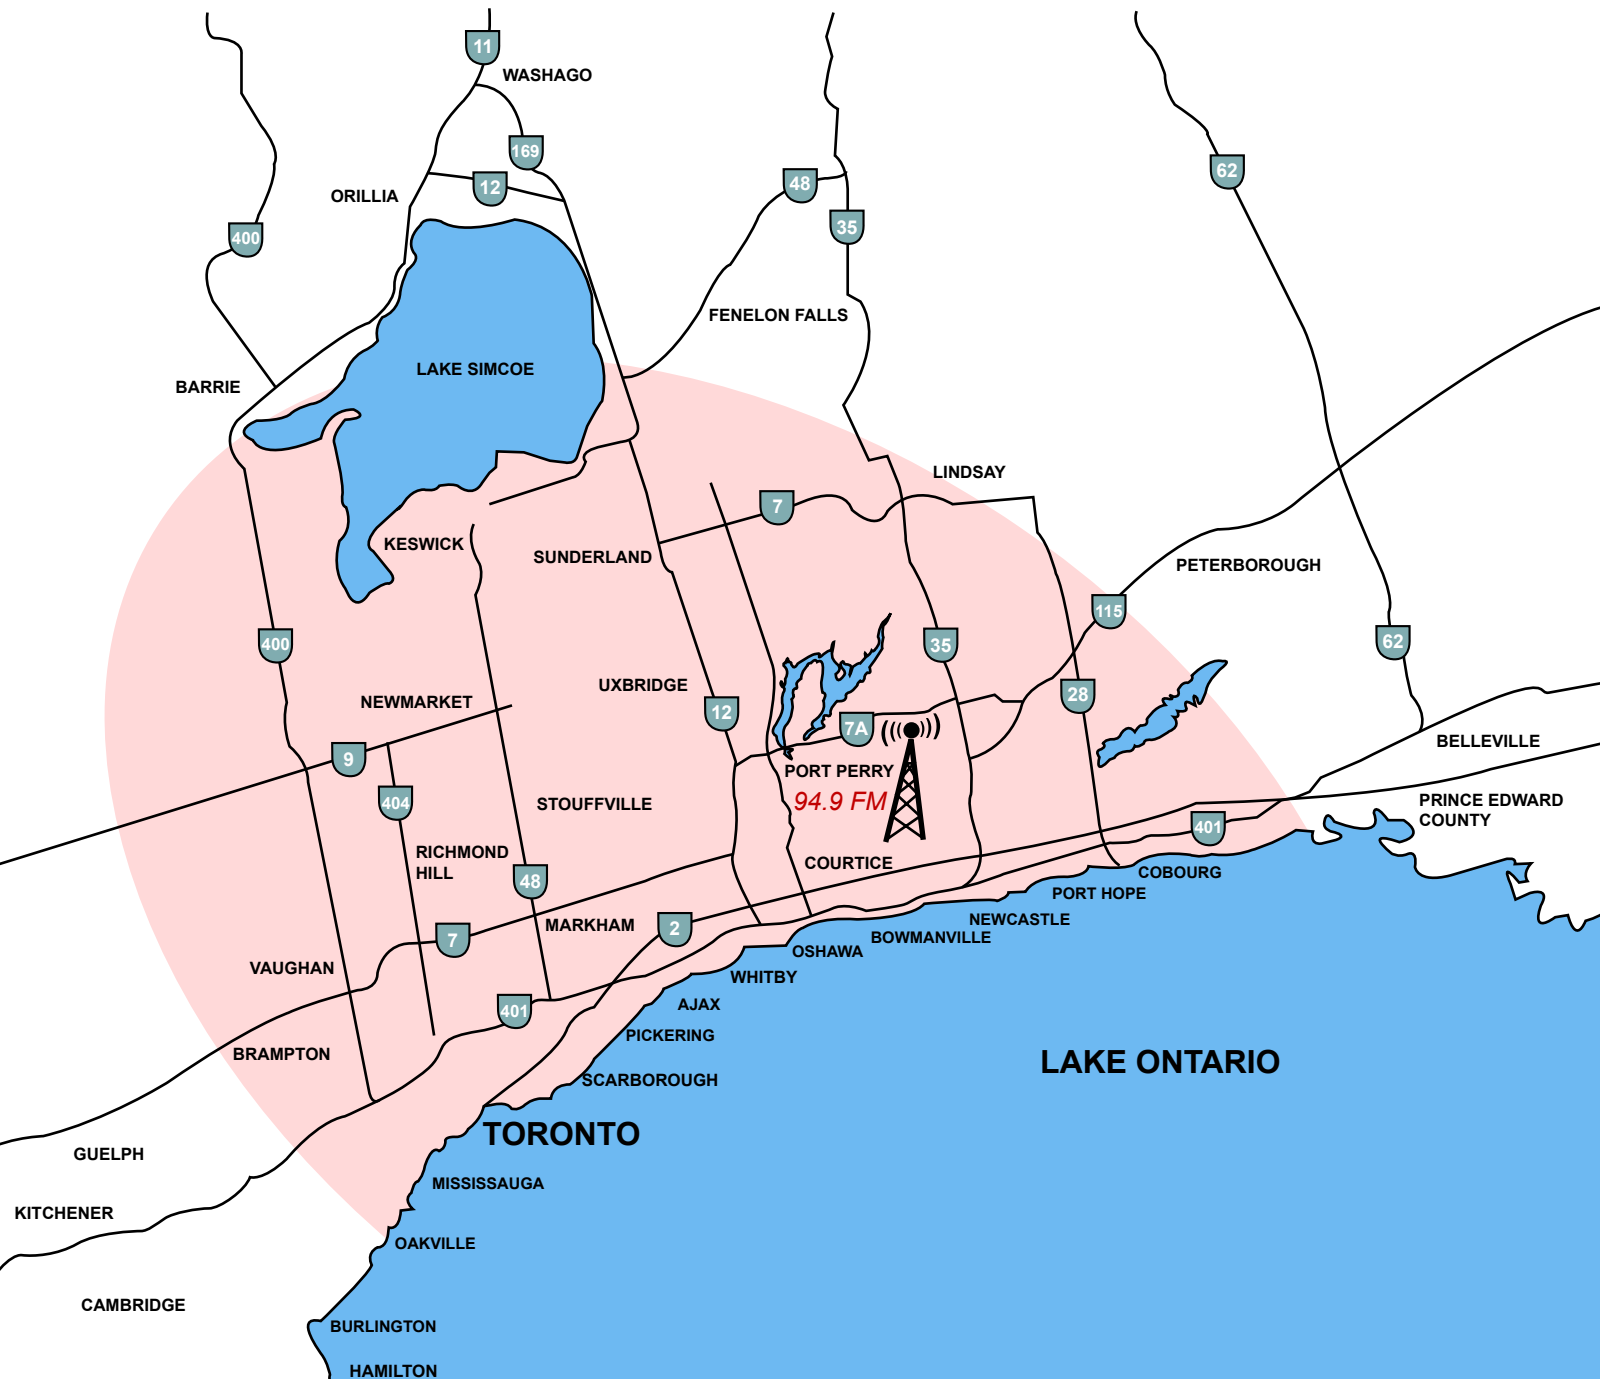 11
WASHAGO
169
12
48
62
ORILLIA
35
400
FENELON FALLS
LAKE SIMCOE
BARRIE
LINDSAY
7
KESWICK
SUNDERLAND
PETERBOROUGH
115
400
35
62
UXBRIDGE
28
NEWMARKET
12
7A
BELLEVILLE
9
PORT PERRY
94.9 FM
404
STOUFFVILLE
PRINCE EDWARD
COUNTY
401
RICHMOND
HILL
COURTICE
48
COBOURG
PORT HOPE
MARKHAM
2
NEWCASTLE
7
BOWMANVILLE
OSHAWA
VAUGHAN
WHITBY
AJAX
401
PICKERING
BRAMPTON
LAKE ONTARIO
SCARBOROUGH
TORONTO
GUELPH
MISSISSAUGA
KITCHENER
OAKVILLE
CAMBRIDGE
BURLINGTON
HAMILTON